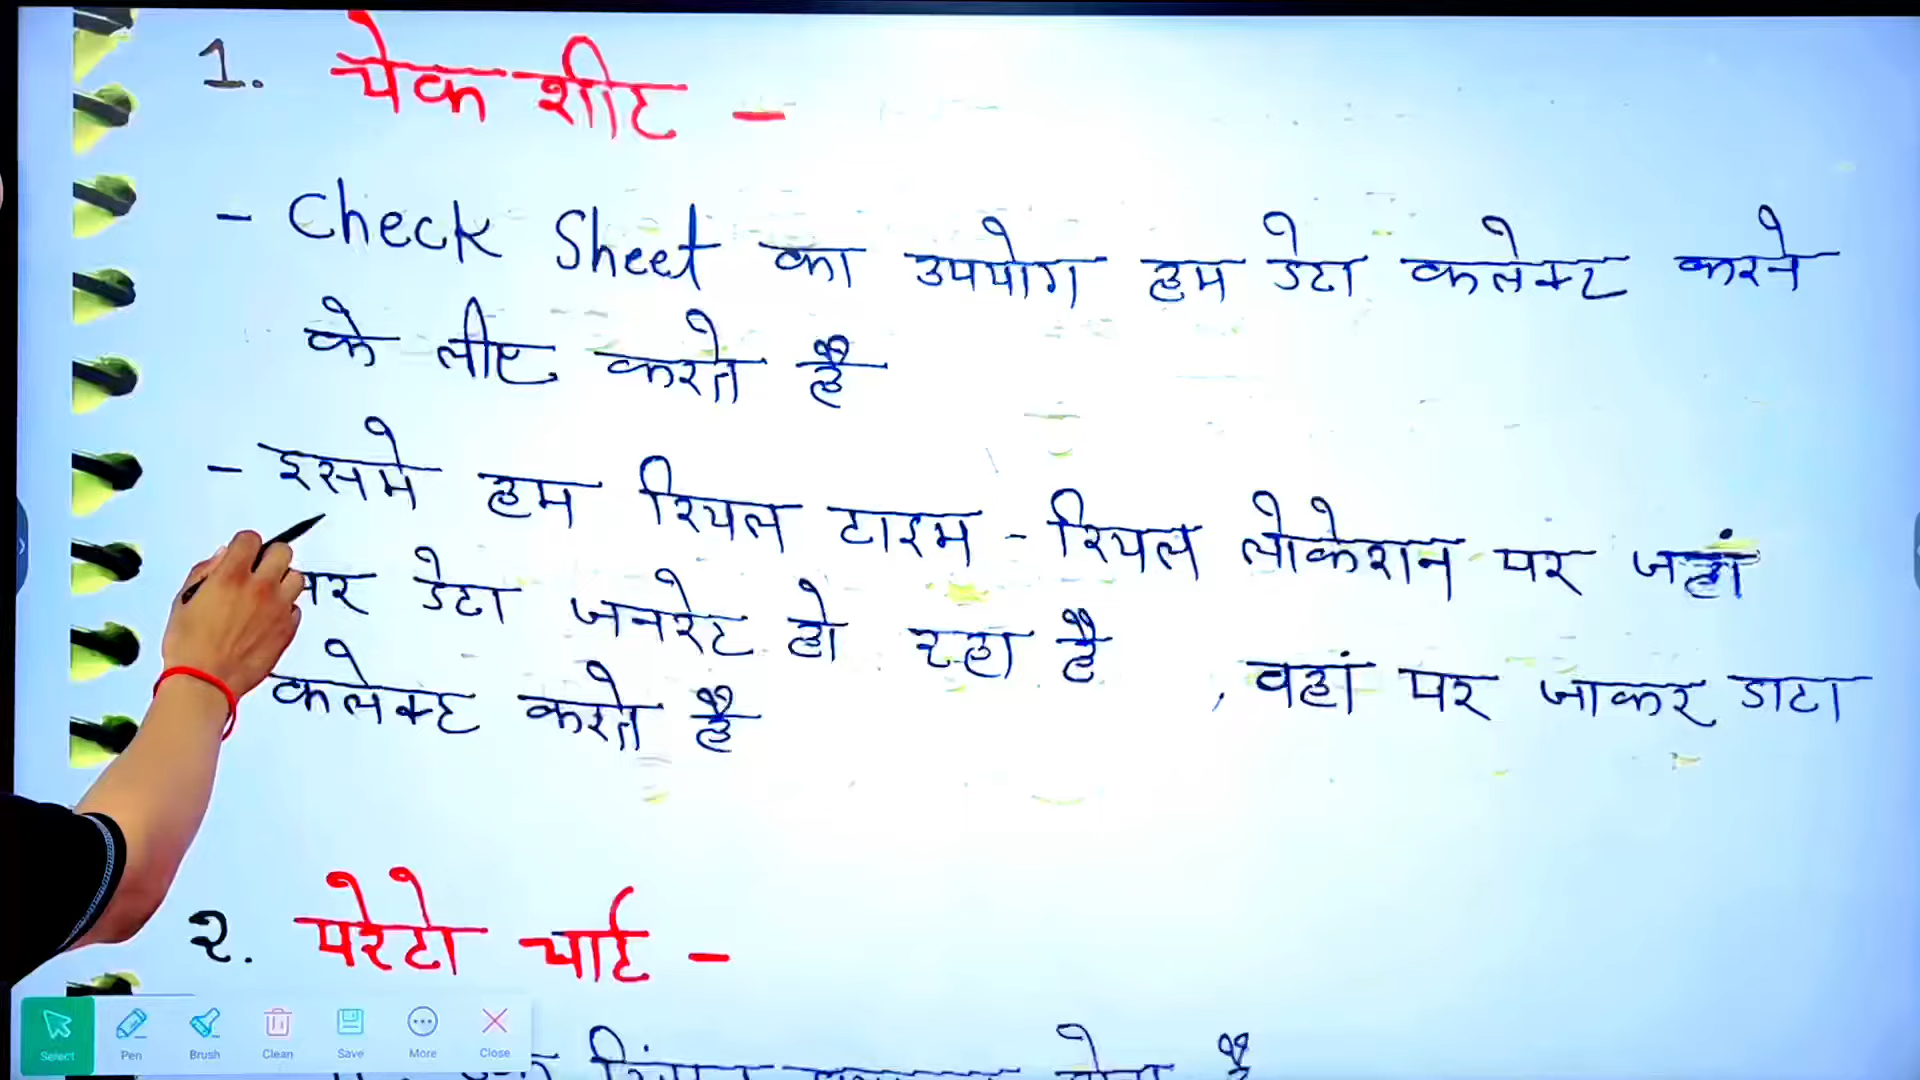 1. चेक शीट -
- Check Sheet का उपयोग हम डेटा कलेक्ट करने
के लीए करते है
- इसमे हम रियल टाइम - रियल लोकेशन पर जहां
पर डेटा जनरेट हो रहा है , वहां पर जाकर डाटा
कलेक्ट करते है
२. परेटो चार्ट -
है
Select Pen Brush Clean Save More Close